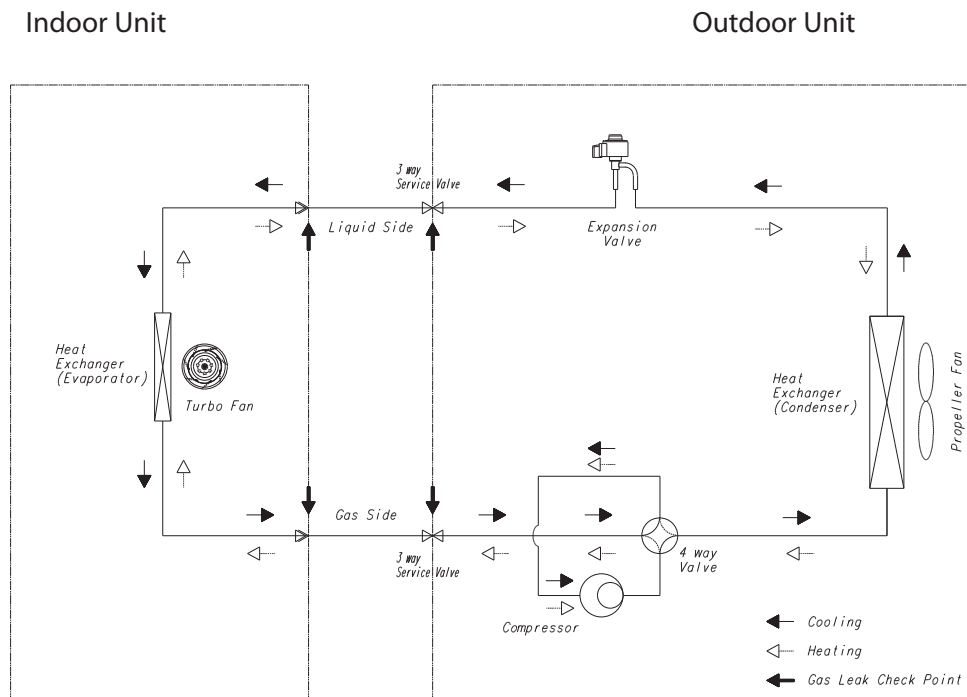 Indoor Unit
Outdoor Unit
3 way
Service Valve
Liquid Side
Expansion
Valve
Heat
Exchanger
(Evaporator)
Turbo Fan
Heat
Exchanger
(Condenser)
Propeller Fan
Gas Side
3 way
Service Valve
4 way
Valve
Compressor
Cooling
Heating
Gas Leak Check Point